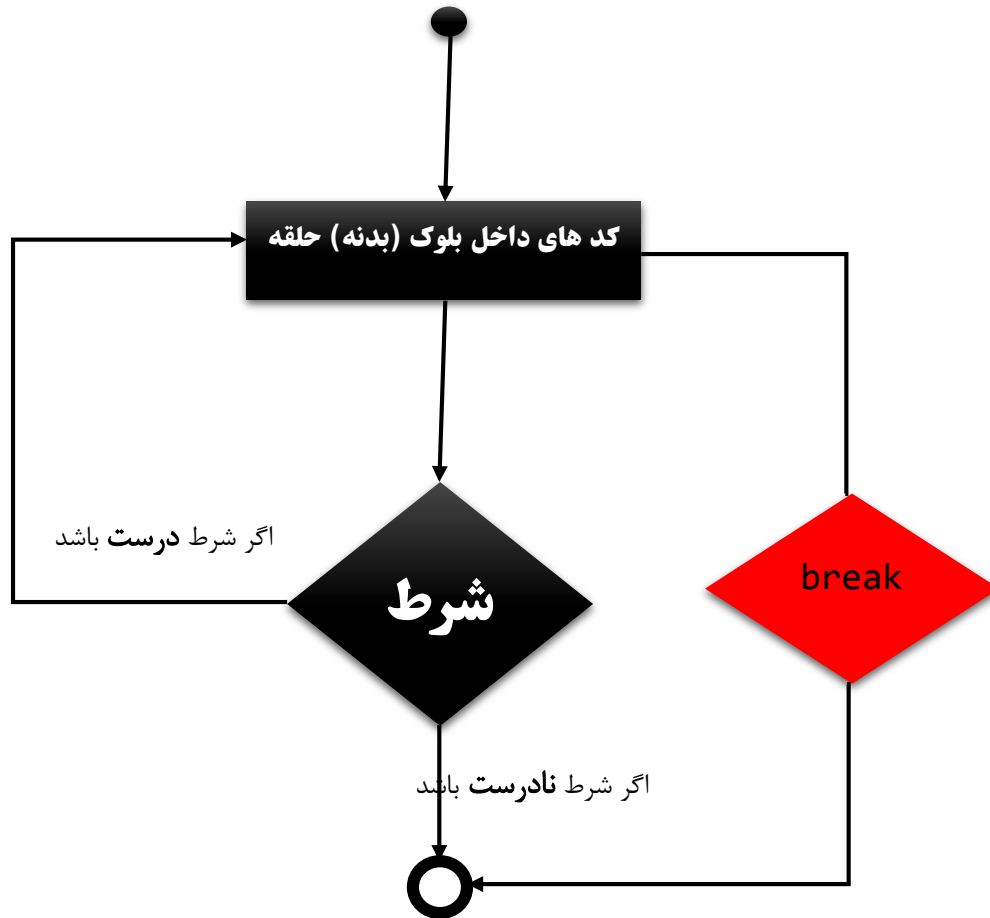 کد های داخل بلوک (بدنه) حلقه
اگر شرط درست باشد
شرط
break
اگر شرط نادرست باشد